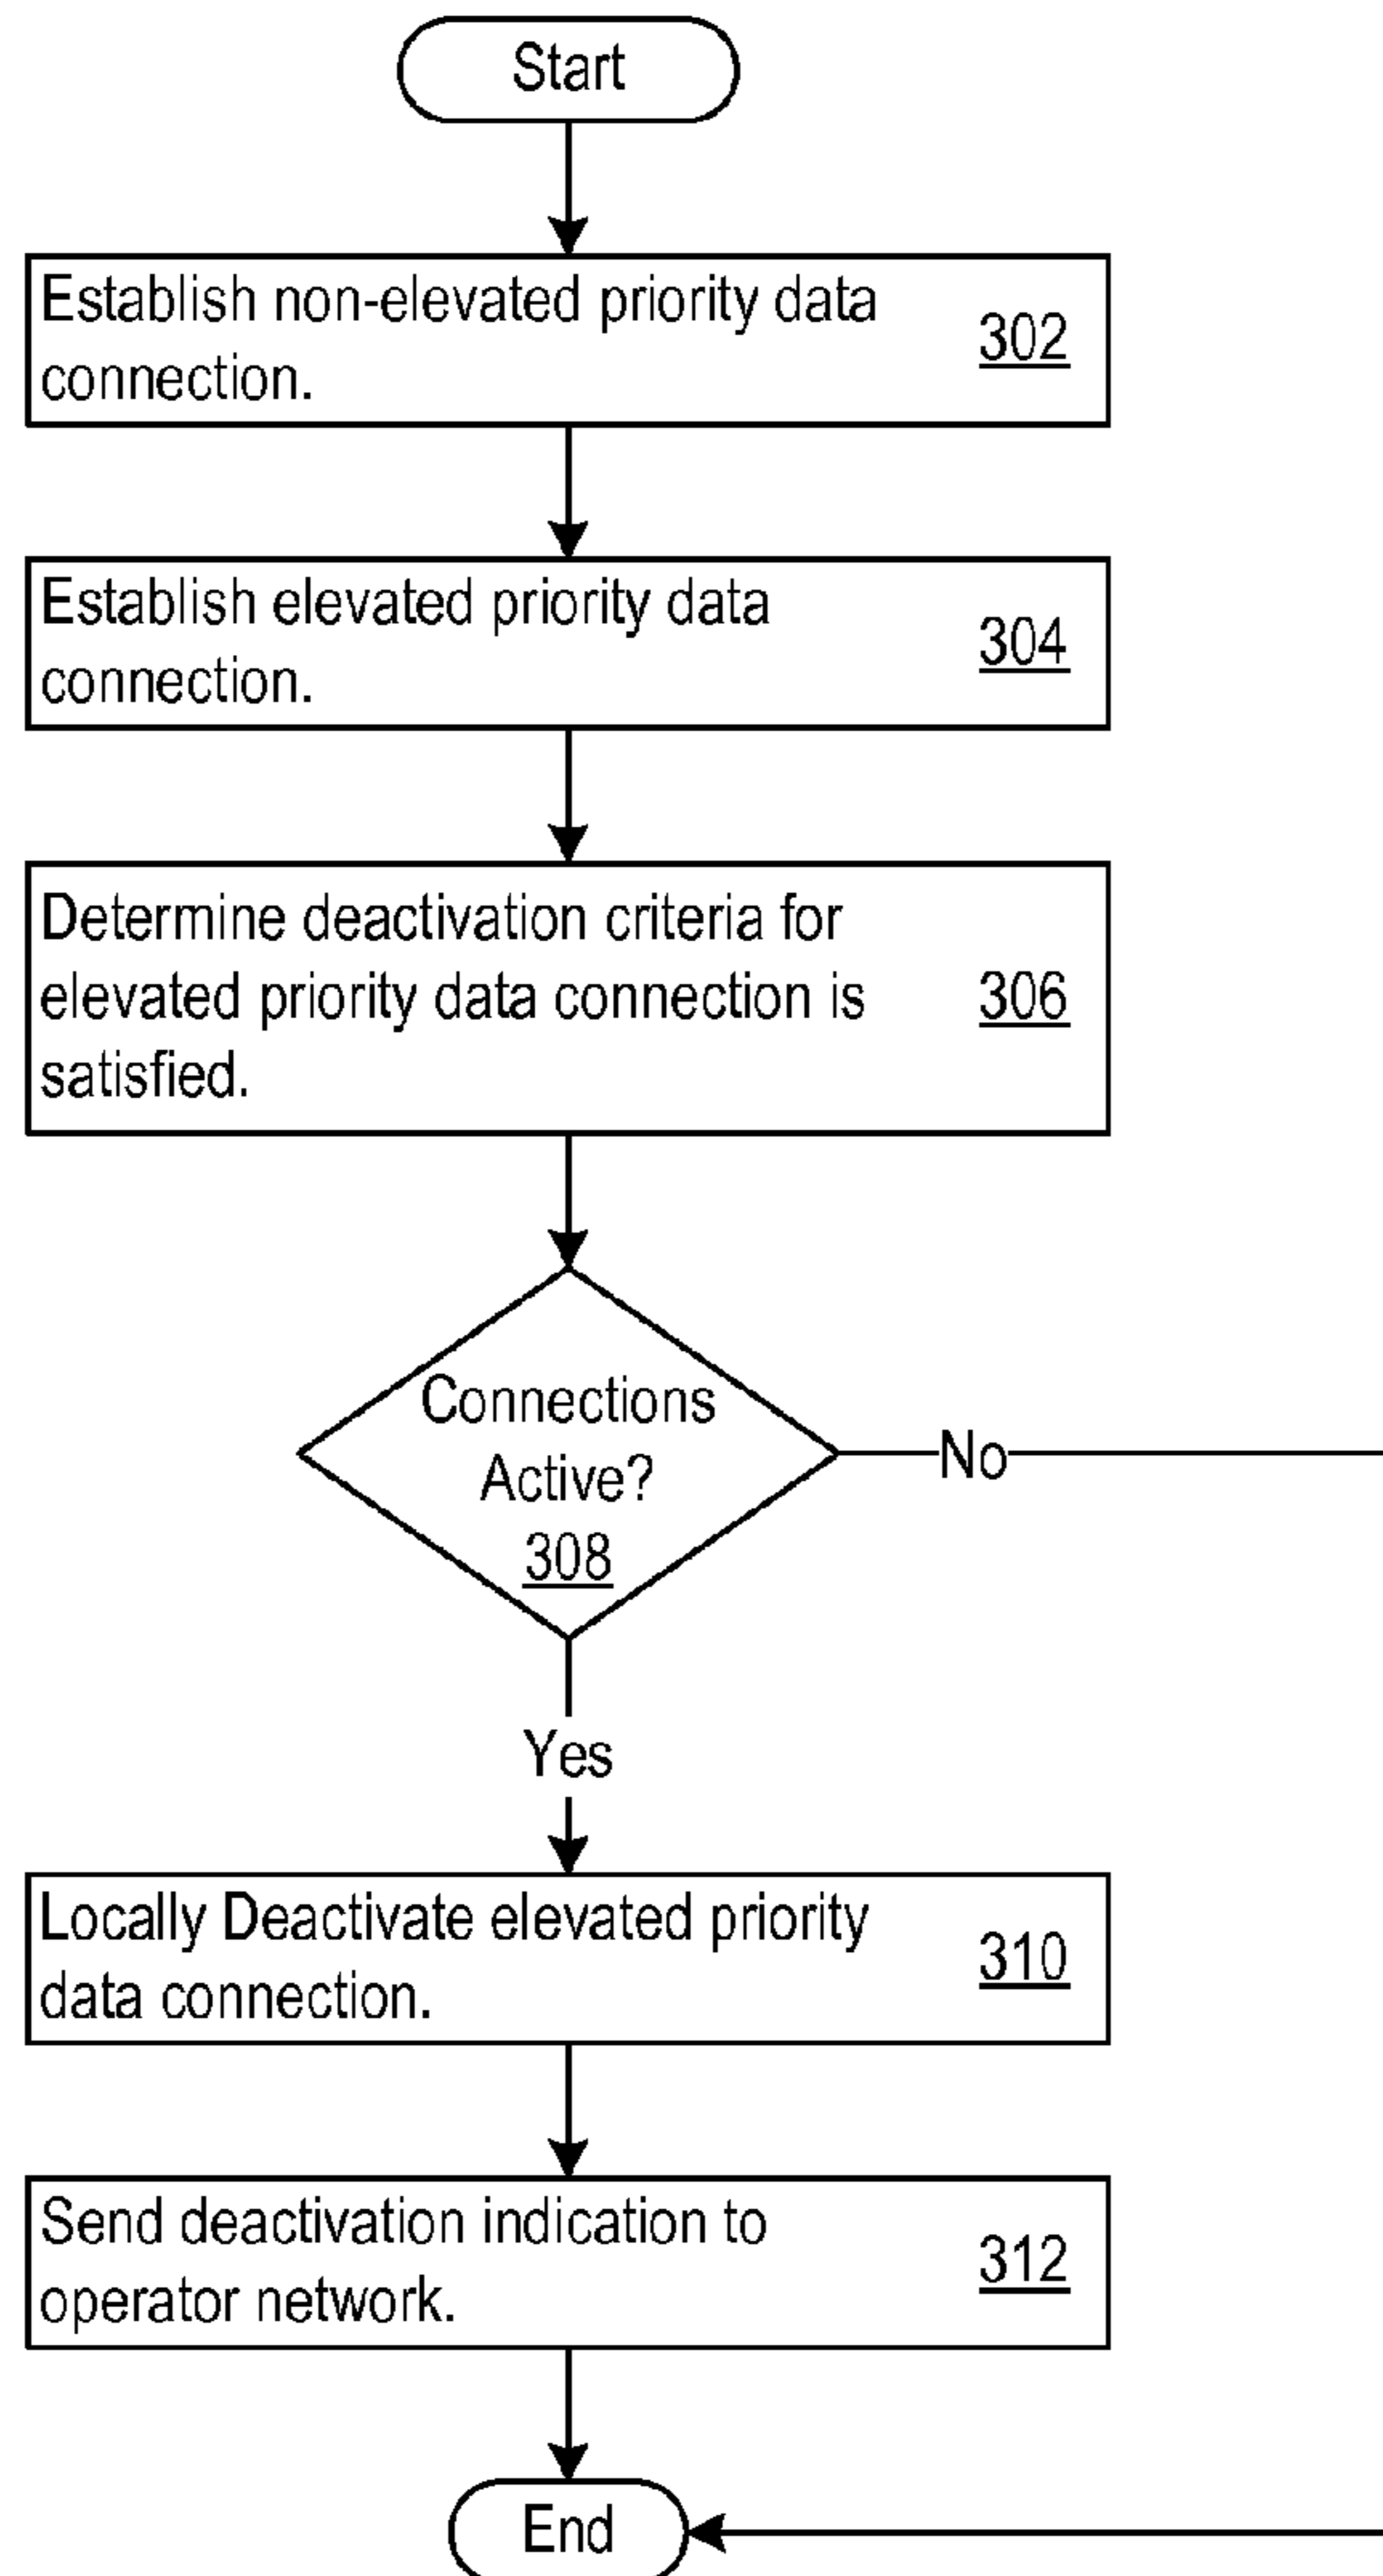 Start
Establish non-elevated priority data
connection.
302
Establish elevated priority data
connection.
304
Determine deactivation criteria for
elevated priority data connection is
satisfied.
306
Connections
Active?
308
No
Yes
Locally Deactivate elevated priority
data connection.
310
Send deactivation indication to
operator network.
312
End